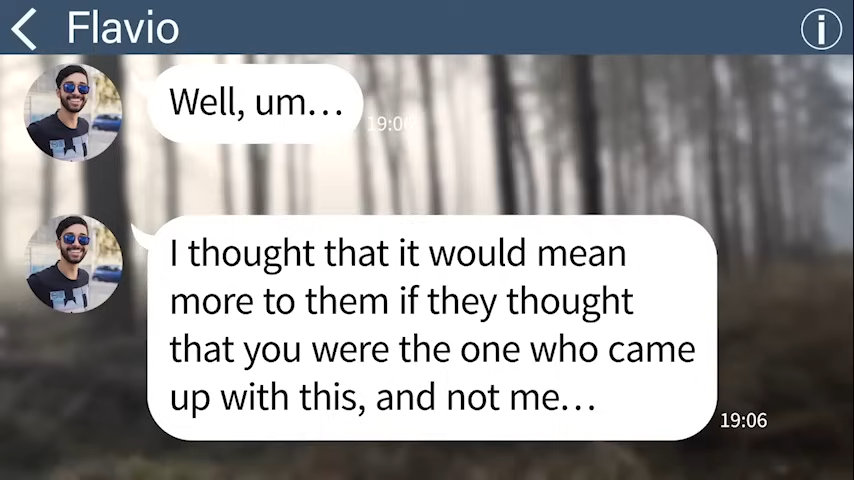 Flavio
Well, um…
19:06
I thought that it would mean
more to them if they thought
that you were the one who came
up with this, and not me…
19:06